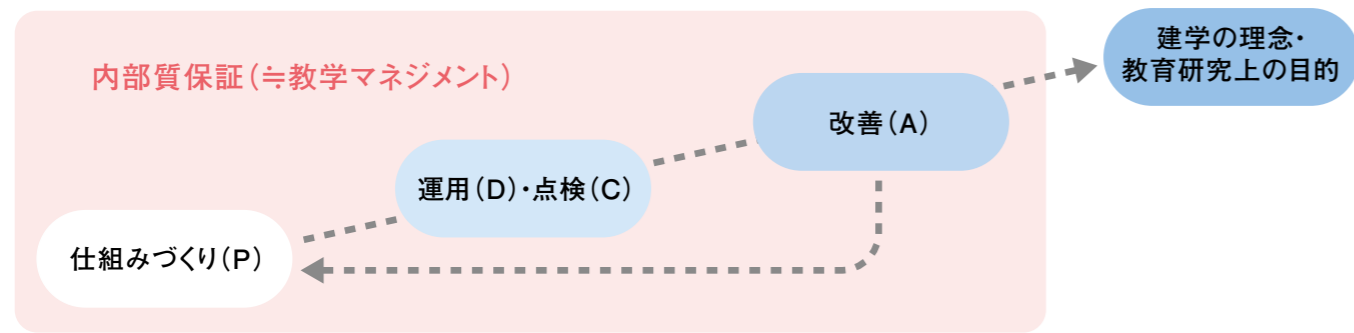 建学の理念・
教育研究上の目的
内部質保証（≒教学マネジメント）
改善（A）
運用（D）・点検（C）
仕組みづくり（P）